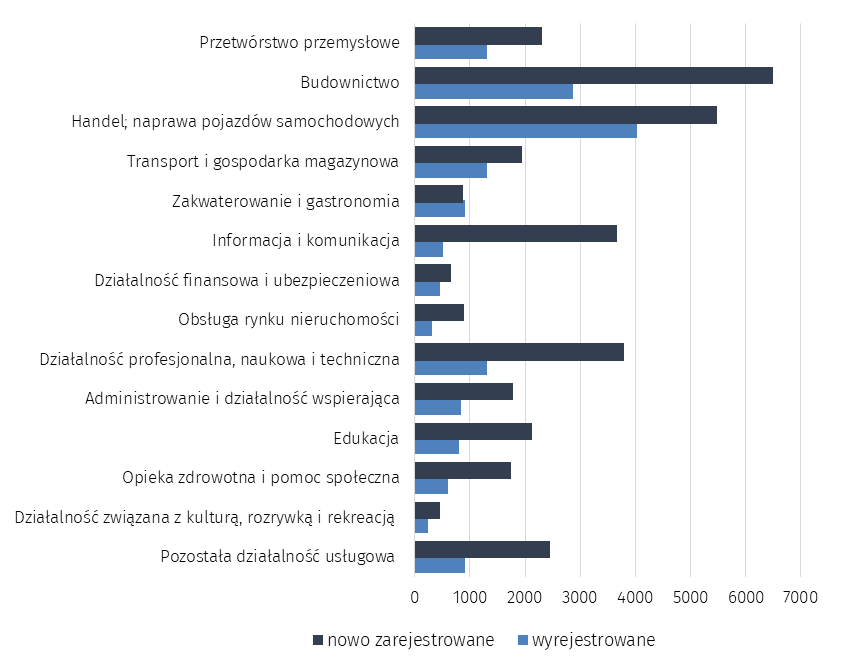 Przetwórstwo przemysłowe
Budownictwo
Handel; naprawa pojazdów samochodowych
Transport i gospodarka magazynowa
Zakwaterowanie i gastronomia
Informacja i komunikacja
Działalność finansowa i ubezpieczeniowa
Obsługa rynku nieruchomości
Działalność profesjonalna, naukowa i techniczna
Administrowanie i działalność wspierająca
Edukacja
Opieka zdrowotna i pomoc społeczna
Działalność związana z kulturą, rozrywką i rekreacją
Pozostała działalność usługowa
0 1000 2000 3000 4000 5000 6000 7000
nowo zarejestrowane wyrejestrowane